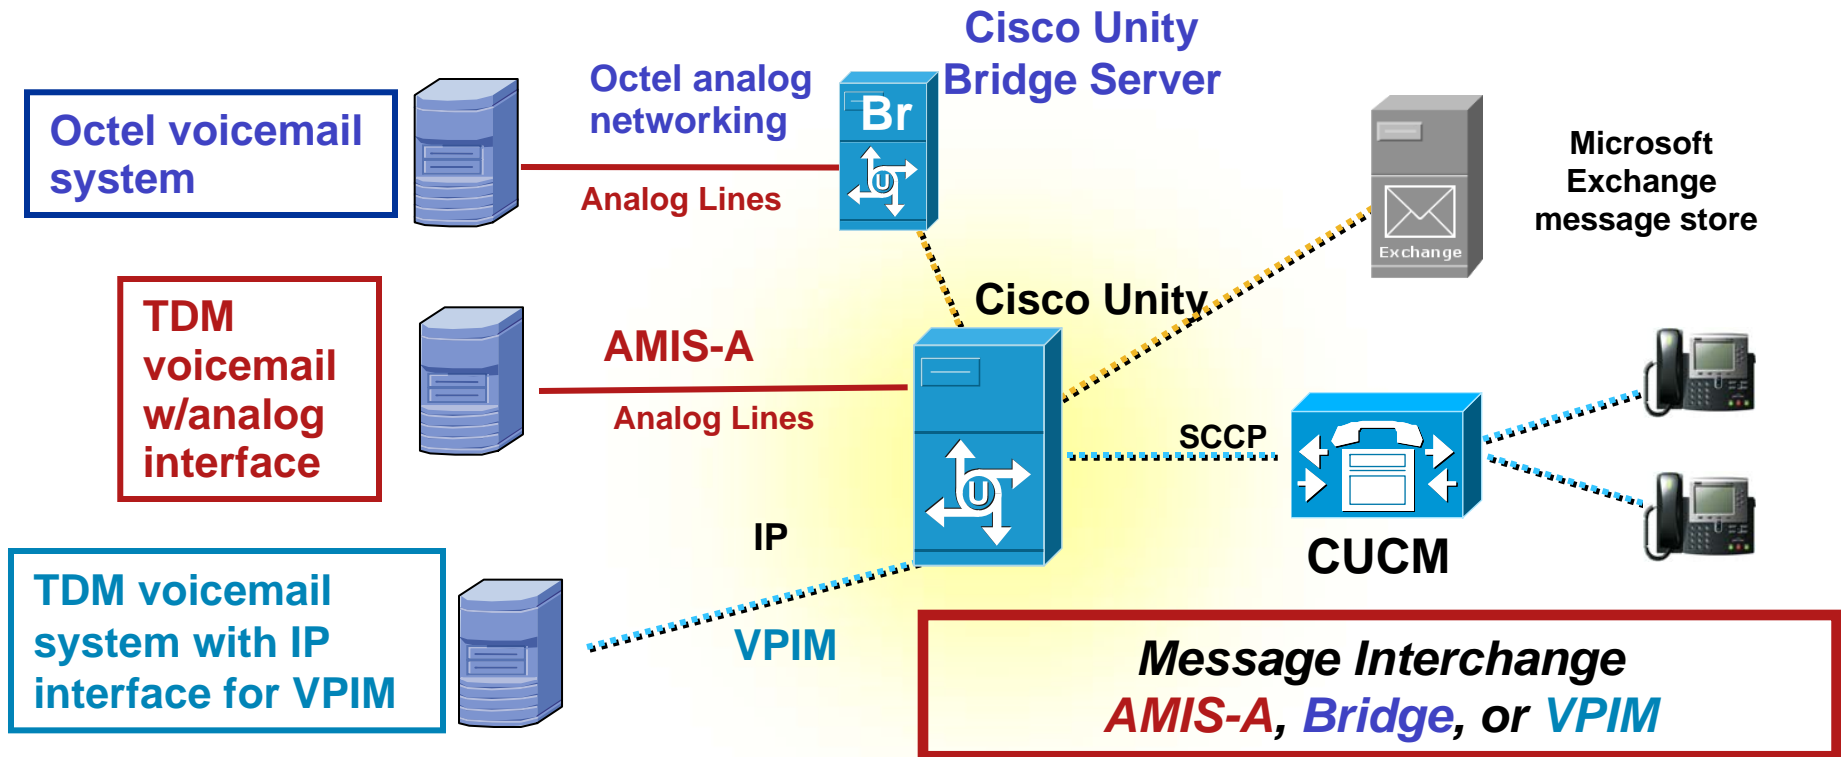 Cisco Unity
Bridge Server
Octel analog
networking
Br
Octel voicemail
system
Analog Lines
U
Microsoft
Exchange
message store
Exchange
Cisco Unity
TDM
voicemail
w/analog
interface
AMIS-A
Analog Lines
SCCP
U
CUCM
IP
TDM voicemail
system with IP
interface for VPIM
VPIM
Message Interchange
AMIS-A, Bridge, or VPIM